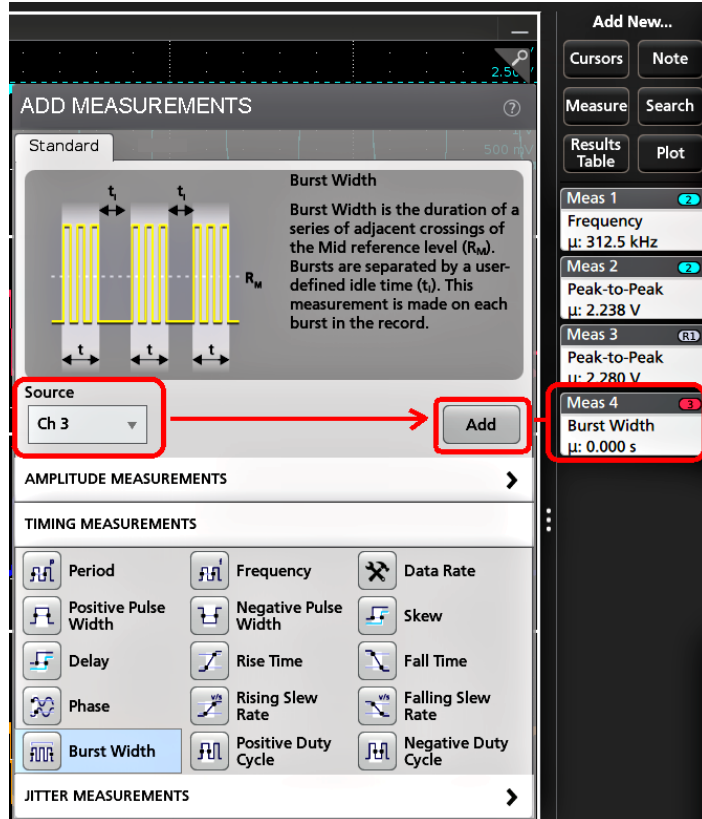 Add New...
Cursors
Note
2.50
ADD MEASUREMENTS
?
Measure
Search
Standard
500 mV
Results
Table
Plot
Burst Width
Burst Width is the duration of a
series of adjacent crossings of
the Mid reference level (RM).
Bursts are separated by a user-
defined idle time (tI). This
measurement is made on each
burst in the record.
tI
tI
RM
t
t
t
Meas 1
2
Frequency
µ: 312.5 kHz
Meas 2
2
Peak-to-Peak
µ: 2.238 V
Meas 3
R1
Peak-to-Peak
µ: 2.280 V
Source
Ch 3
Add
Meas 4
3
Burst Width
µ: 0.000 s
AMPLITUDE MEASUREMENTS
TIMING MEASUREMENTS
Period
Frequency
Data Rate
Positive Pulse
Width
Negative Pulse
Width
Skew
Delay
Rise Time
Fall Time
Phase
v/s
Rising Slew
Rate
v/s
Falling Slew
Rate
Burst Width
Positive Duty
Cycle
Negative Duty
Cycle
JITTER MEASUREMENTS